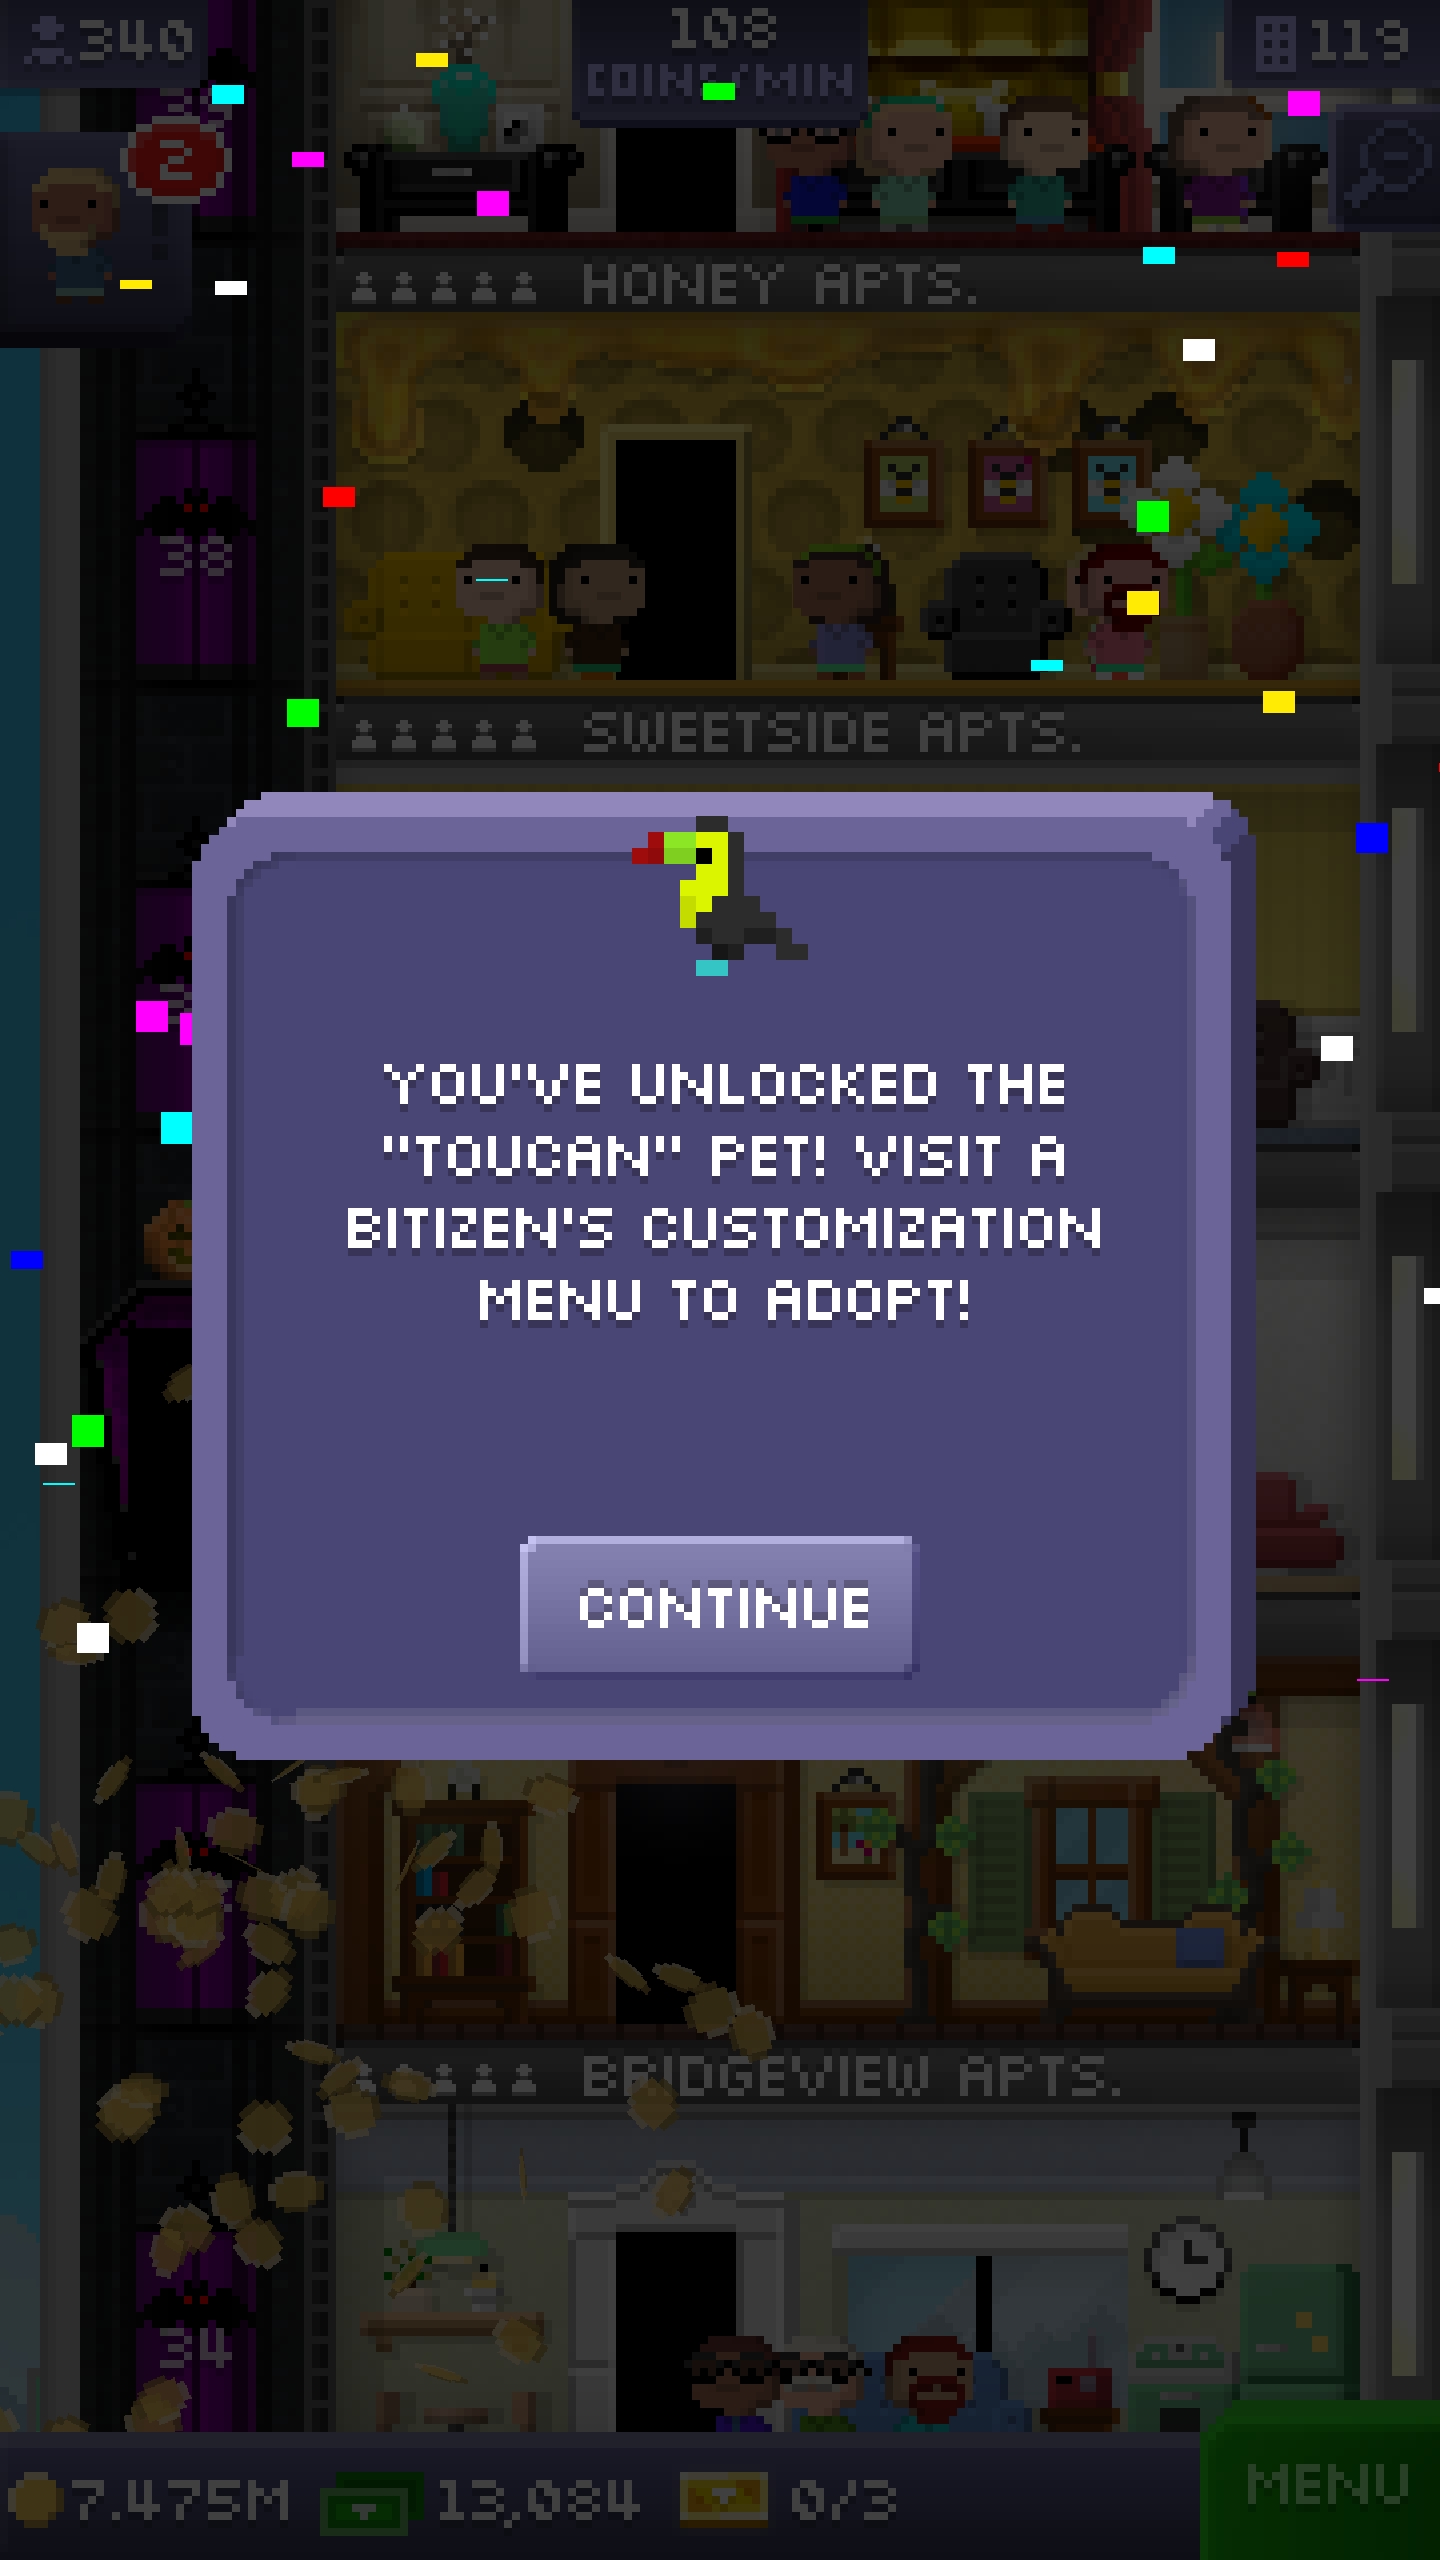 340
108
COINS/MIN
119
2
HONEY APTS.
38
SWEETSIDE APTS.
YOU'VE UNLOCKED THE
"TOUCAN" PET! VISIT A
BITIZEN'S CUSTOMIZATION
MENU TO ADOPT!
CONTINUE
BRIDGEVIEW APTS.
34
7.475M 13,084 0/3
MENU